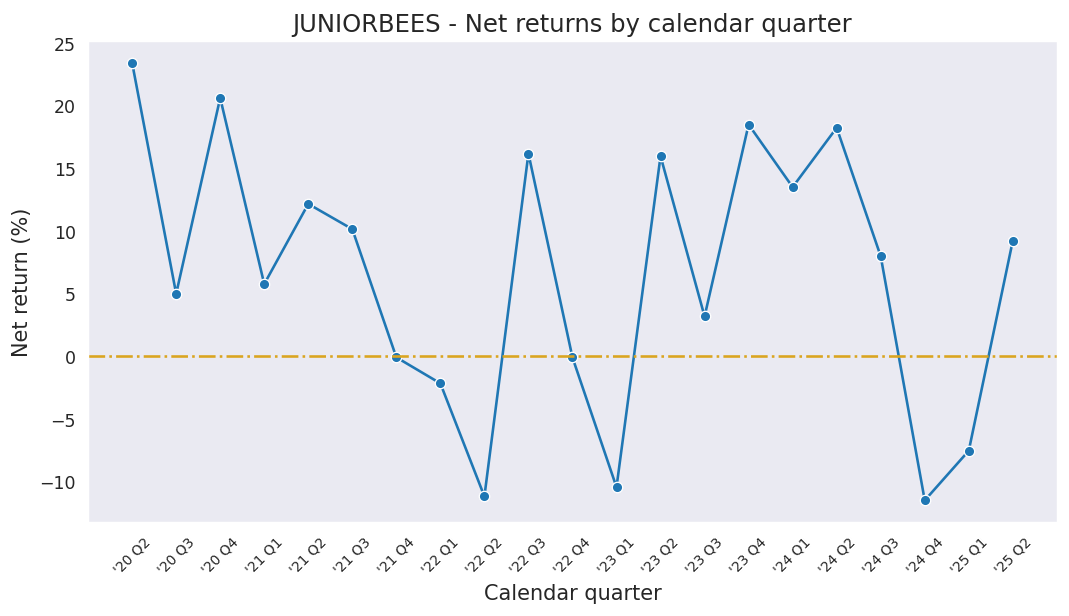 JUNIORBEES - Net returns by calendar quarter
Net return (%)
25
20
15
10
5
0
−5
−10
'20 Q2
'20 Q3
'20 Q4
'21 Q1
'21 Q2
'21 Q3
'21 Q4
'22 Q1
'22 Q2
'22 Q3
'22 Q4
'23 Q1
'23 Q2
'23 Q3
'23 Q4
'24 Q1
'24 Q2
'24 Q3
'24 Q4
'25 Q1
'25 Q2
Calendar quarter